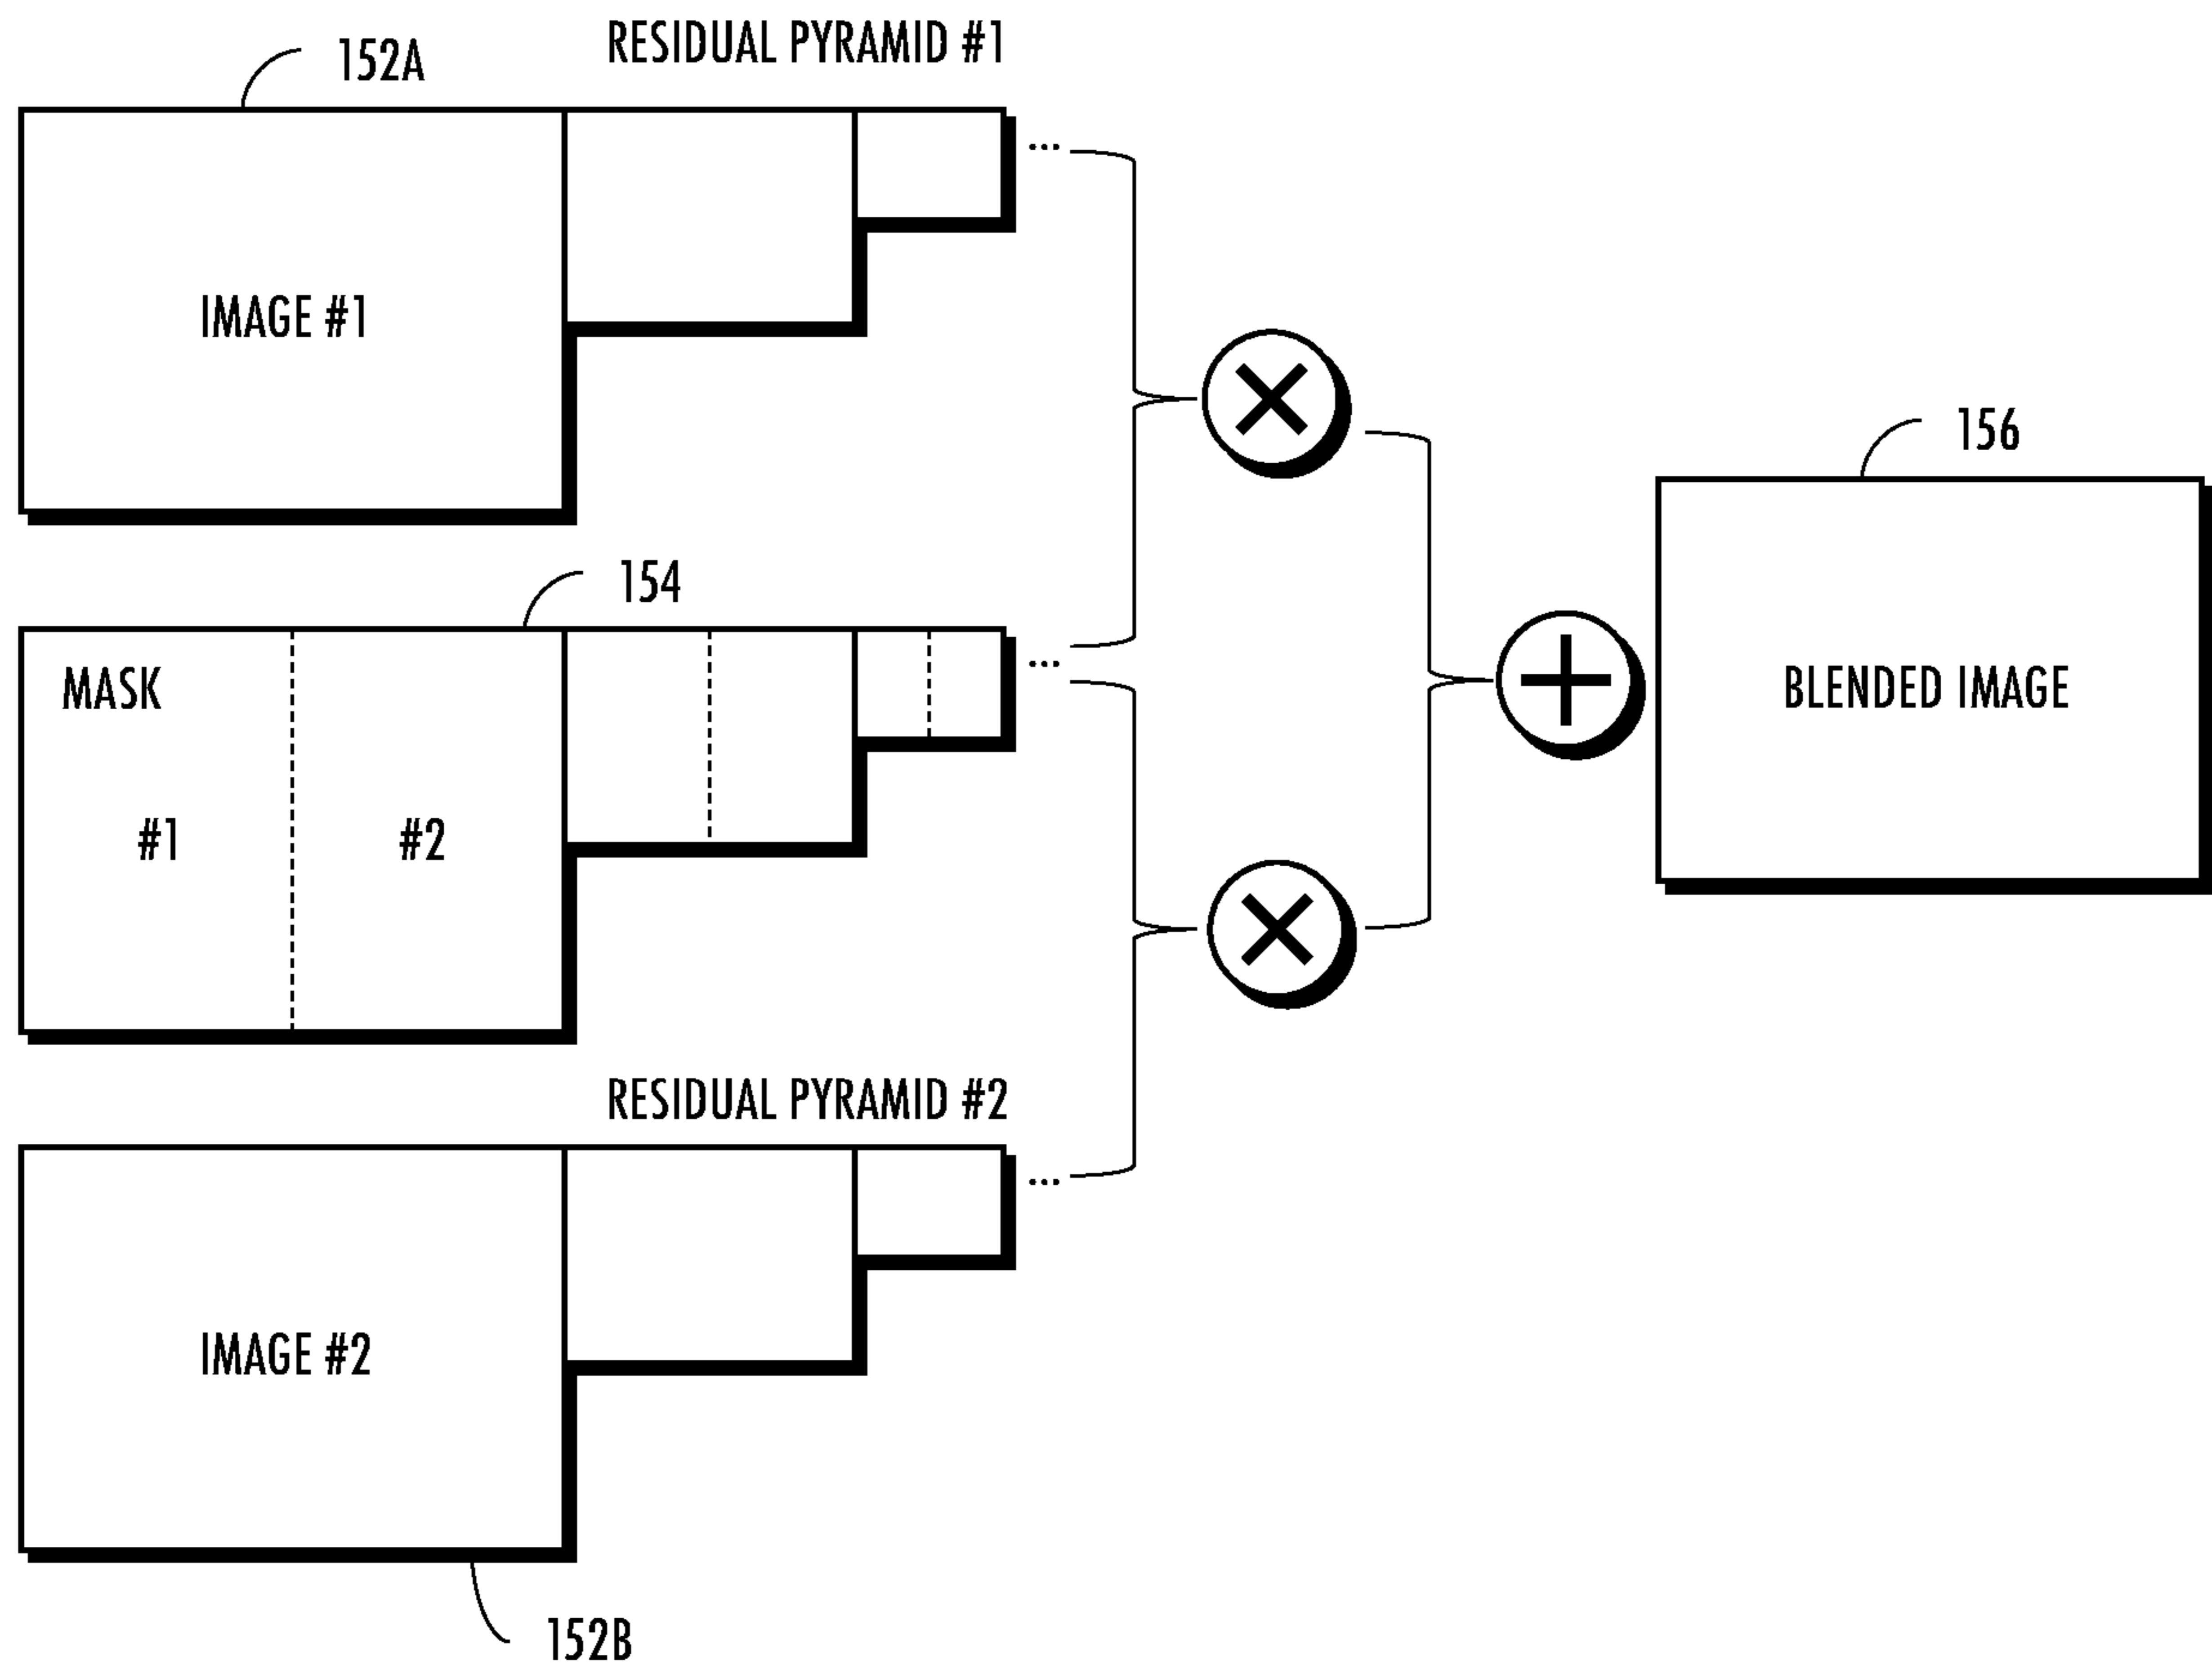 152A
RESIDUAL PYRAMID #1
...
IMAGE #1
156
154
...
MASK
BLENDED IMAGE
#1
#2
RESIDUAL PYRAMID #2
...
IMAGE #2
152B